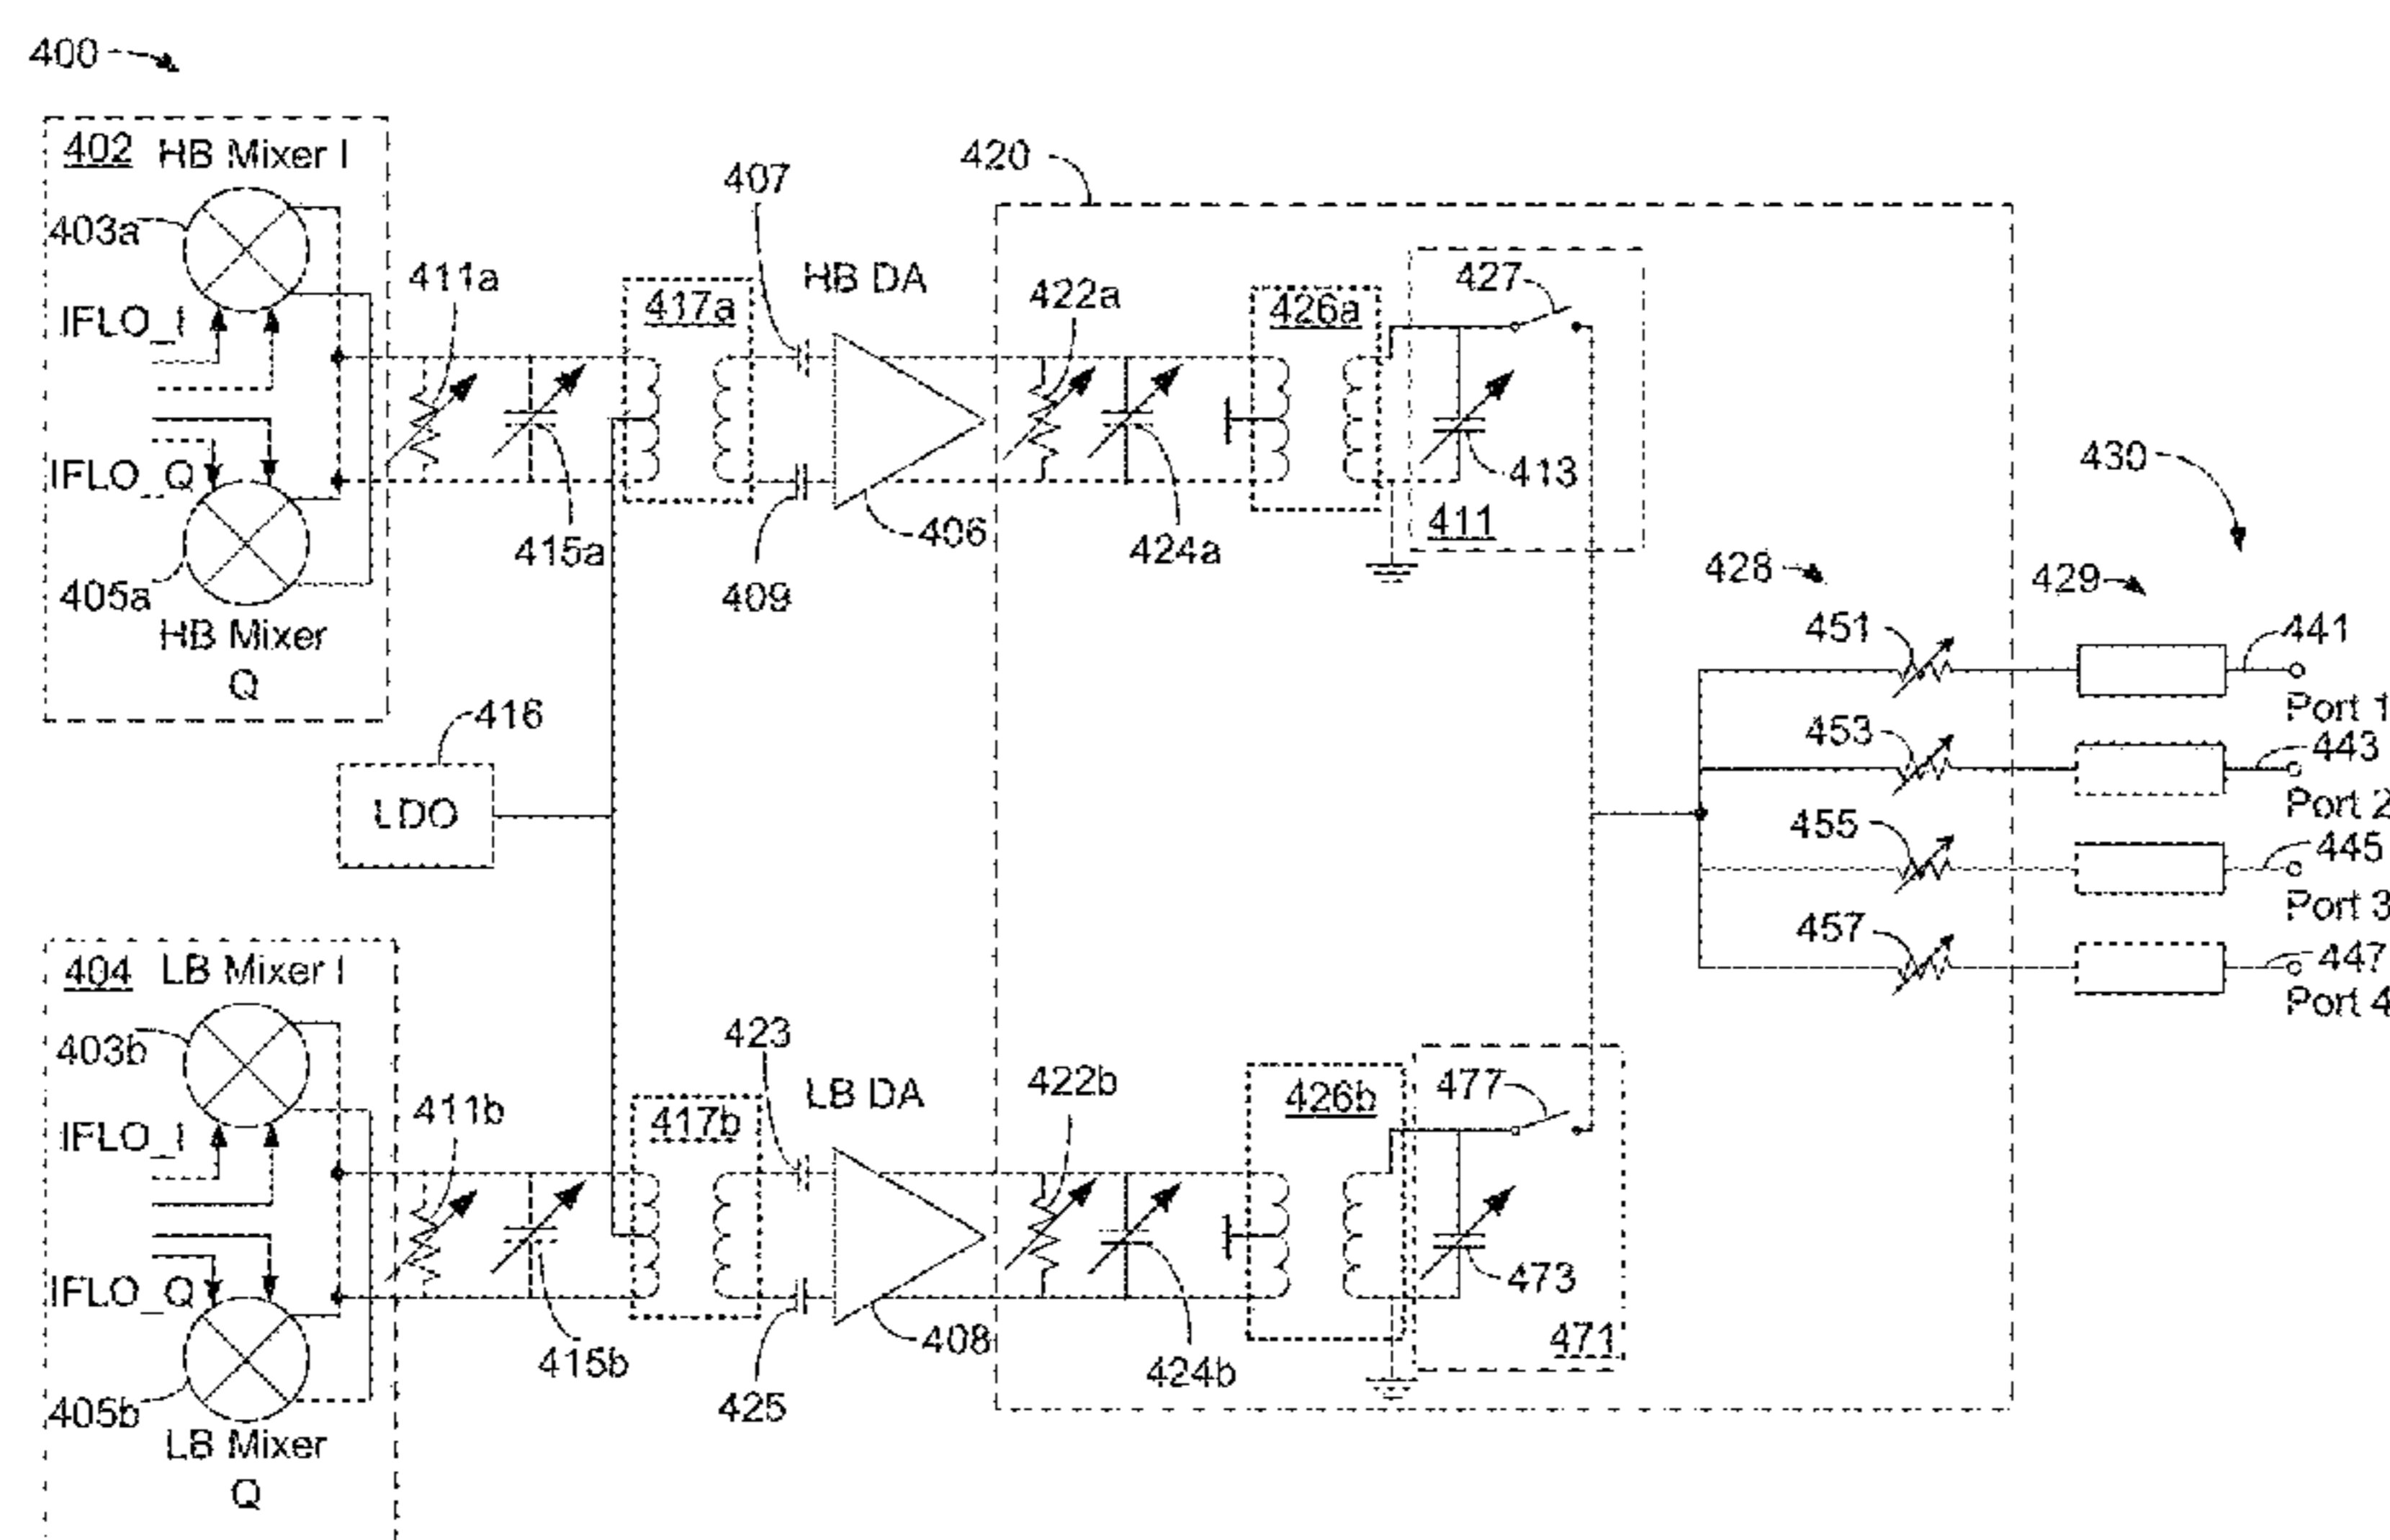 400
402 HB Mixer I
403a
IFLO_I
IFLO_Q
405a
HB Mixer
Q
411a
415a
417a
407
409
HB DA
406
420
422a
424a
426a
427
413
411
416
LDO
428
429
430
451
441
Port 1
453
443
Port 2
455
445
Port 3
457
447
Port 4
404 LB Mixer I
403b
IFLO_I
IFLO_Q
405b
LB Mixer
Q
411b
415b
417b
423
425
LB DA
408
422b
424b
426b
477
473
471